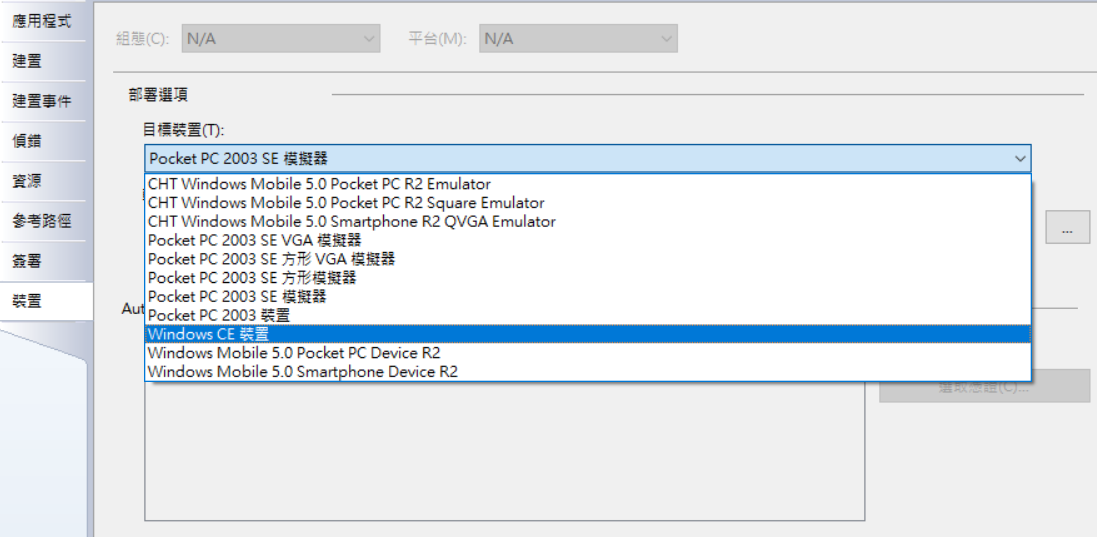 應用程式
建置
建置事件
偵錯
資源
參考路徑
簽署
裝置
組態(C): N/A 平台(M): N/A
部署選項
目標裝置(T):
Pocket PC 2003 SE 模擬器
CHT Windows Mobile 5.0 Pocket PC R2 Emulator
CHT Windows Mobile 5.0 Pocket PC R2 Square Emulator
CHT Windows Mobile 5.0 Smartphone R2 QVGA Emulator
Pocket PC 2003 SE VGA 模擬器
Pocket PC 2003 SE 方形 VGA 模擬器
Pocket PC 2003 SE 方形模擬器
Pocket PC 2003 SE 模擬器
Pocket PC 2003 裝置
Windows CE 裝置
Windows Mobile 5.0 Pocket PC Device R2
Windows Mobile 5.0 Smartphone Device R2
...
Aut
選取憑證(C)...